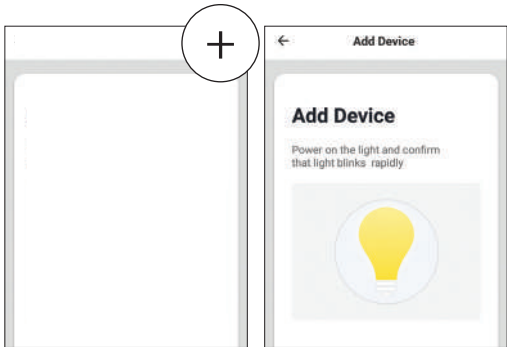 +
← Add Device
Add Device
Power on the light and confirm
that light blinks rapidly